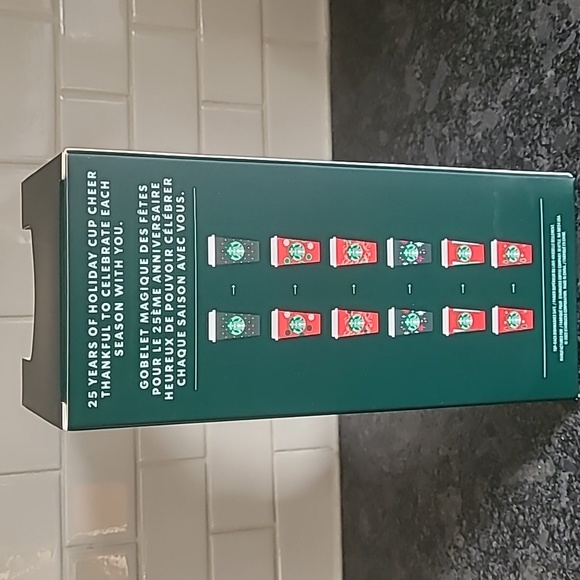 25 YEARS OF HOLIDAY CUP CHEER
THANKFUL TO CELEBRATE EACH
SEASON WITH YOU.
GOBELET MAGIQUE DES FÊTES
POUR LE 25ÈME ANNIVERSAIRE
HEUREUX DE POUVOIR CÉLÉBRER
CHAQUE SAISON AVEC VOUS.